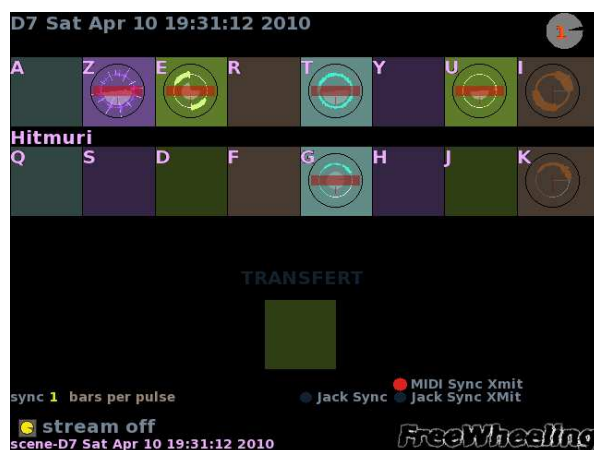 D7 Sat Apr 10 19:31:12 2010
1
A Z E R T Y U I
Hitmuri
Q S D F G H J K
TRANSFERT
MIDI Sync Xmit
sync 1 bars per pulse
Jack Sync
Jack Sync XMit
stream off
scene-D7 Sat Apr 10 19:31:12 2010
FreeWheeling